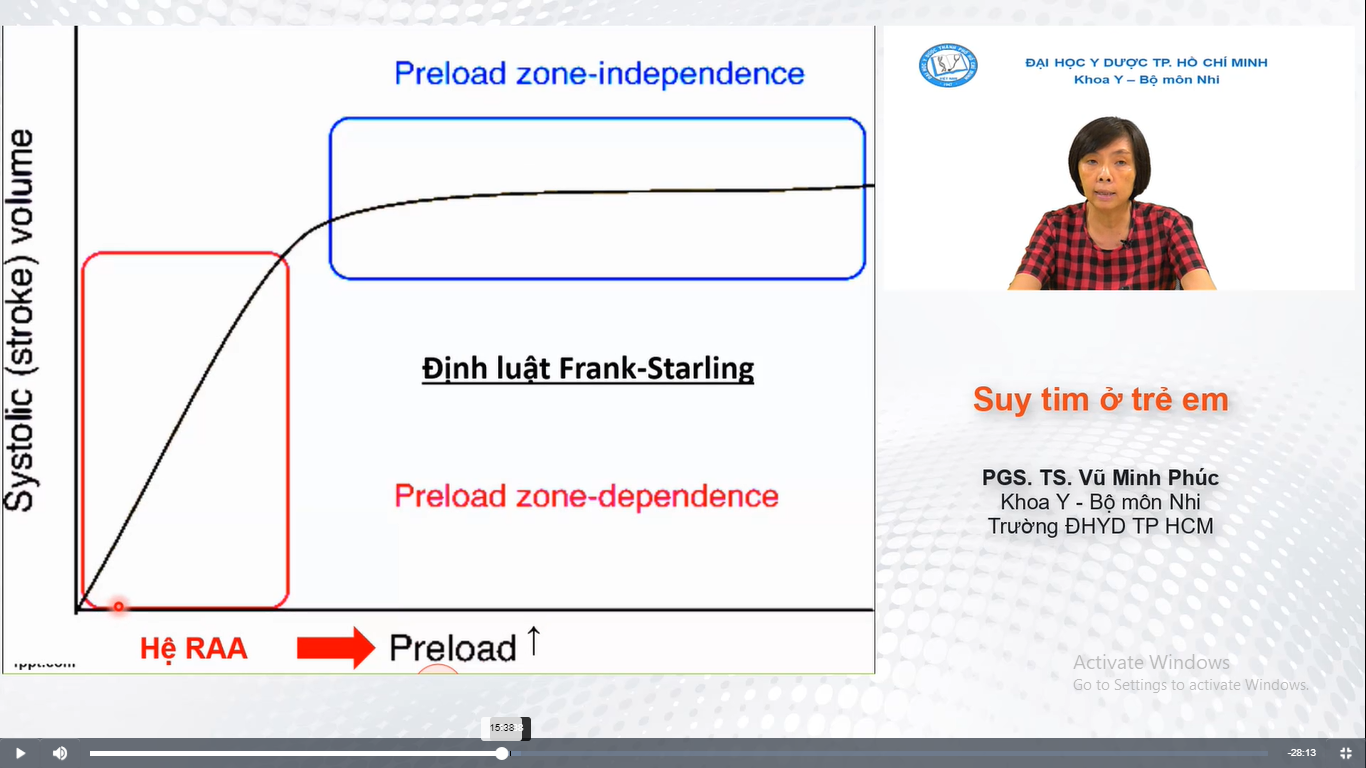 Preload zone-independence
Systolic (stroke) volume
Định luật Frank-Starling
Preload zone-dependence
Hệ RAA
Preload ↑
fppt.com
ĐẠI HỌC Y DƯỢC TP. HỒ CHÍ MINH
Khoa Y – Bộ môn Nhi
Suy tim ở trẻ em
PGS. TS. Vũ Minh Phúc
Khoa Y - Bộ môn Nhi
Trường ĐHYD TP HCM
Activate Windows
Go to Settings to activate Windows.
15:38
-28:13